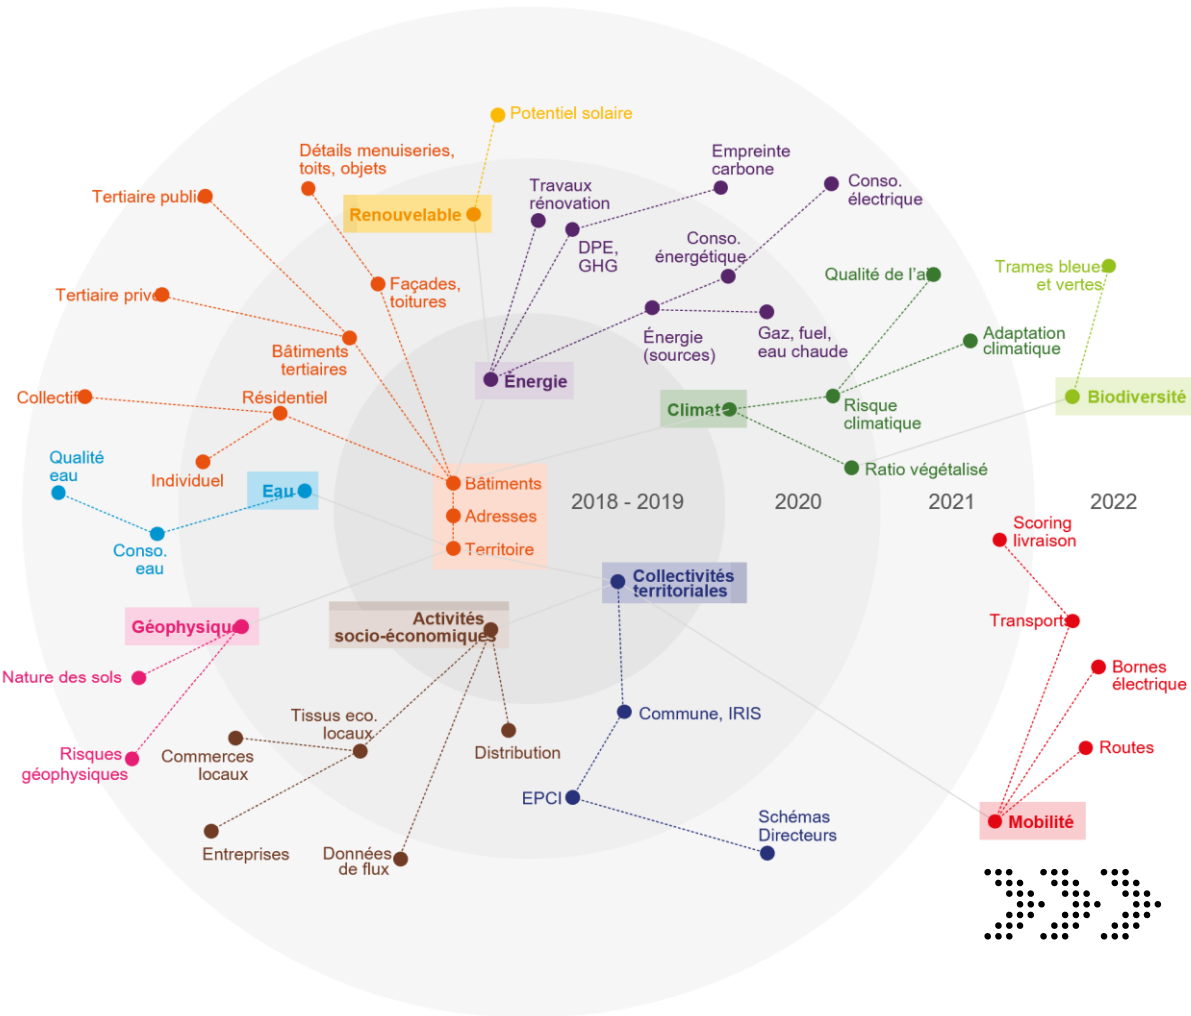 Potentiel solaire
Détails menuiseries,
toits, objets
Tertiaire public
Renouvelable
Travaux
rénovation
DPE,
GHG
Empreinte
carbone
Conso.
électrique
Conso.
énergétique
Qualité de l'air
Trames bleues
et vertes
Tertiaire privé
Façades,
toitures
Bâtiments
tertiaires
Énergie
(sources)
Gaz, fuel,
eau chaude
Adaptation
climatique
Énergie
Collectif
Résidentiel
Climat
Risque
climatique
Biodiversité
Qualité
eau
Individuel
Eau
Bâtiments
Adresses
Territoire
Ratio végétalisé
2018 - 2019
2020
2021
2022
Conso.
eau
Scoring
livraison
Collectivités
territoriales
Géophysique
Activités
socio-économiques
Transports
Nature des sols
Bornes
électrique
Tissus eco.
locaux
Commune, IRIS
Risques
géophysiques
Commerces
locaux
Distribution
Routes
EPCI
Schémas
Directeurs
Mobilité
Entreprises
Données
de flux